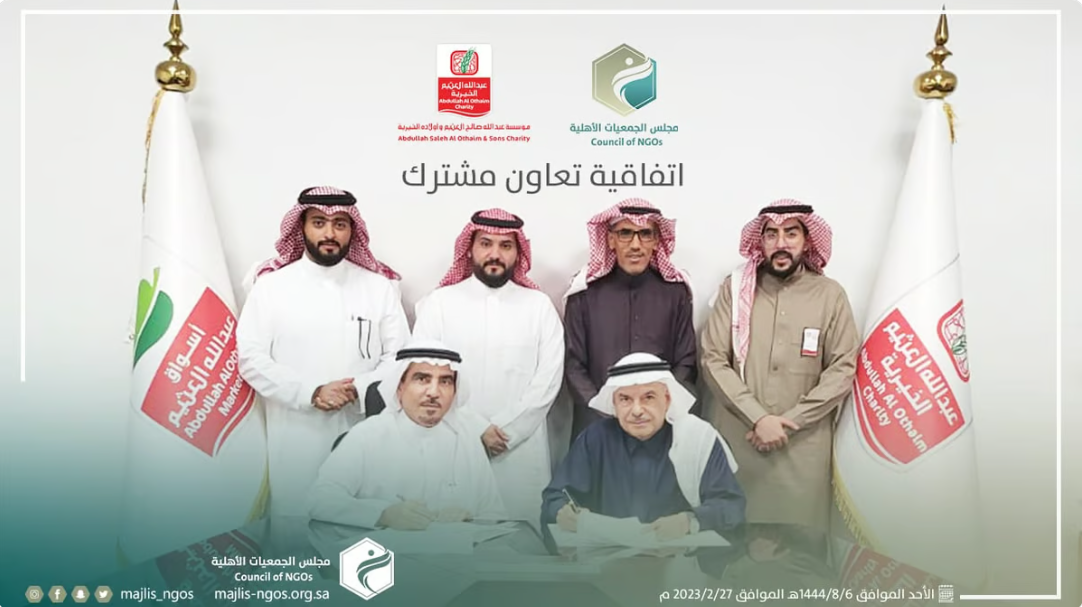 عبدالله العثيم
الخيرية
Abdullah Al Othaim
Charity
مؤسسة عبدالله صالح العثيم وأولاده الخيرية
Abdullah Saleh Al Othaim & Sons Charity
مجلس الجمعيات الأهلية
Council of NGOs
اتفاقية تعاون مشترك
أسواق
عبدالله العثيم
Abdullah AlOth
Marke
عبدالله العثيم
الخيرية
Abdullah Al Othaim
Charity
مجلس الجمعيات الأهلية
Council of NGOs
majlis_ngos
majlis-ngos.org.sa
الأحد الموافق 1444/8/6هـ الموافق 2023/2/27 م